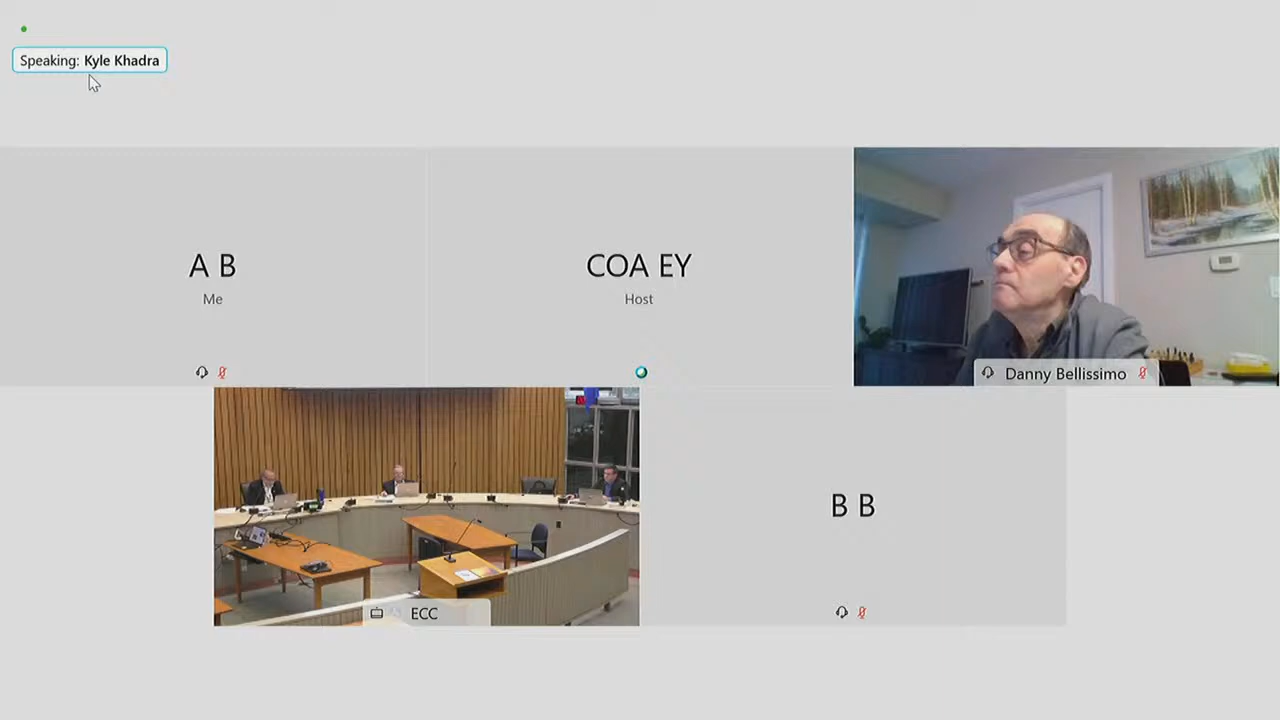 Speaking: Kyle Khadra
A B
Me
COA EY
Host
Danny Bellissimo
ECC
B B